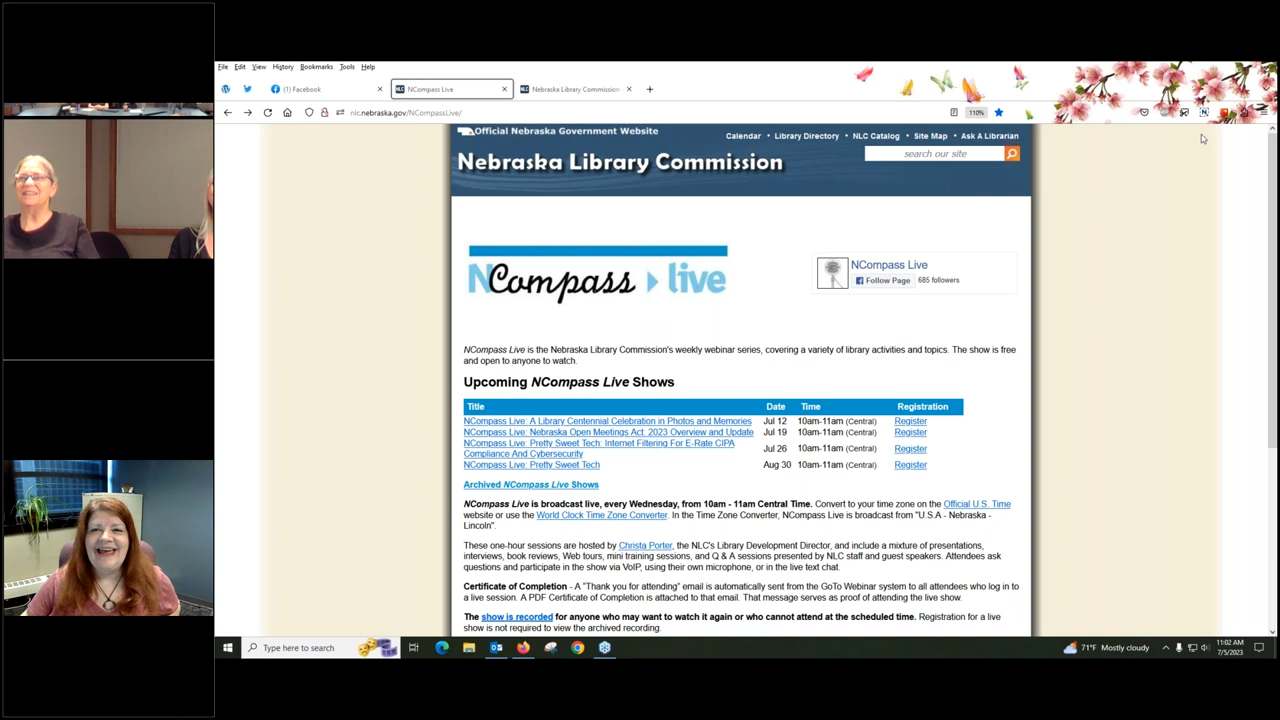 File Edit View History Bookmarks Tools Help
(1) Facebook
NCompass Live
Nebraska Library Commission
nlc.nebraska.gov/NCompassLive/
110%
Official Nebraska Government Website
Calendar • Library Directory • NLC Catalog • Site Map • Ask A Librarian
Nebraska Library Commission
search our site
NCompass live
NCompass Live
Follow Page 685 followers
NCompass Live is the Nebraska Library Commission's weekly webinar series, covering a variety of library activities and topics. The show is free
and open to anyone to watch.
Upcoming NCompass Live Shows
Title Date Time Registration
NCompass Live: A Library Centennial Celebration in Photos and Memories Jul 12 10am-11am (Central) Register
NCompass Live: Nebraska Open Meetings Act: 2023 Overview and Update Jul 19 10am-11am (Central) Register
NCompass Live: Pretty Sweet Tech: Internet Filtering For E-Rate CIPA
Compliance And Cybersecurity Jul 26 10am-11am (Central) Register
NCompass Live: Pretty Sweet Tech Aug 30 10am-11am (Central) Register
Archived NCompass Live Shows
NCompass Live is broadcast live, every Wednesday, from 10am - 11am Central Time. Convert to your time zone on the Official U.S. Time
website or use the World Clock Time Zone Converter. In the Time Zone Converter, NCompass Live is broadcast from "U.S.A - Nebraska -
Lincoln".
These one-hour sessions are hosted by Christa Porter, the NLC's Library Development Director, and include a mixture of presentations,
interviews, book reviews, Web tours, mini training sessions, and Q & A sessions presented by NLC staff and guest speakers. Attendees ask
questions and participate in the show via VoIP, using their own microphone, or in the live text chat.
Certificate of Completion - A "Thank you for attending" email is automatically sent from the GoTo Webinar system to all attendees who log in to
a live session. A PDF Certificate of Completion is attached to that email. That message serves as proof of attending the live show.
The show is recorded for anyone who may want to watch it again or who cannot attend at the scheduled time. Registration for a live
show is not required to view the archived recording.
Type here to search
71°F Mostly cloudy
11:02 AM
7/5/2023